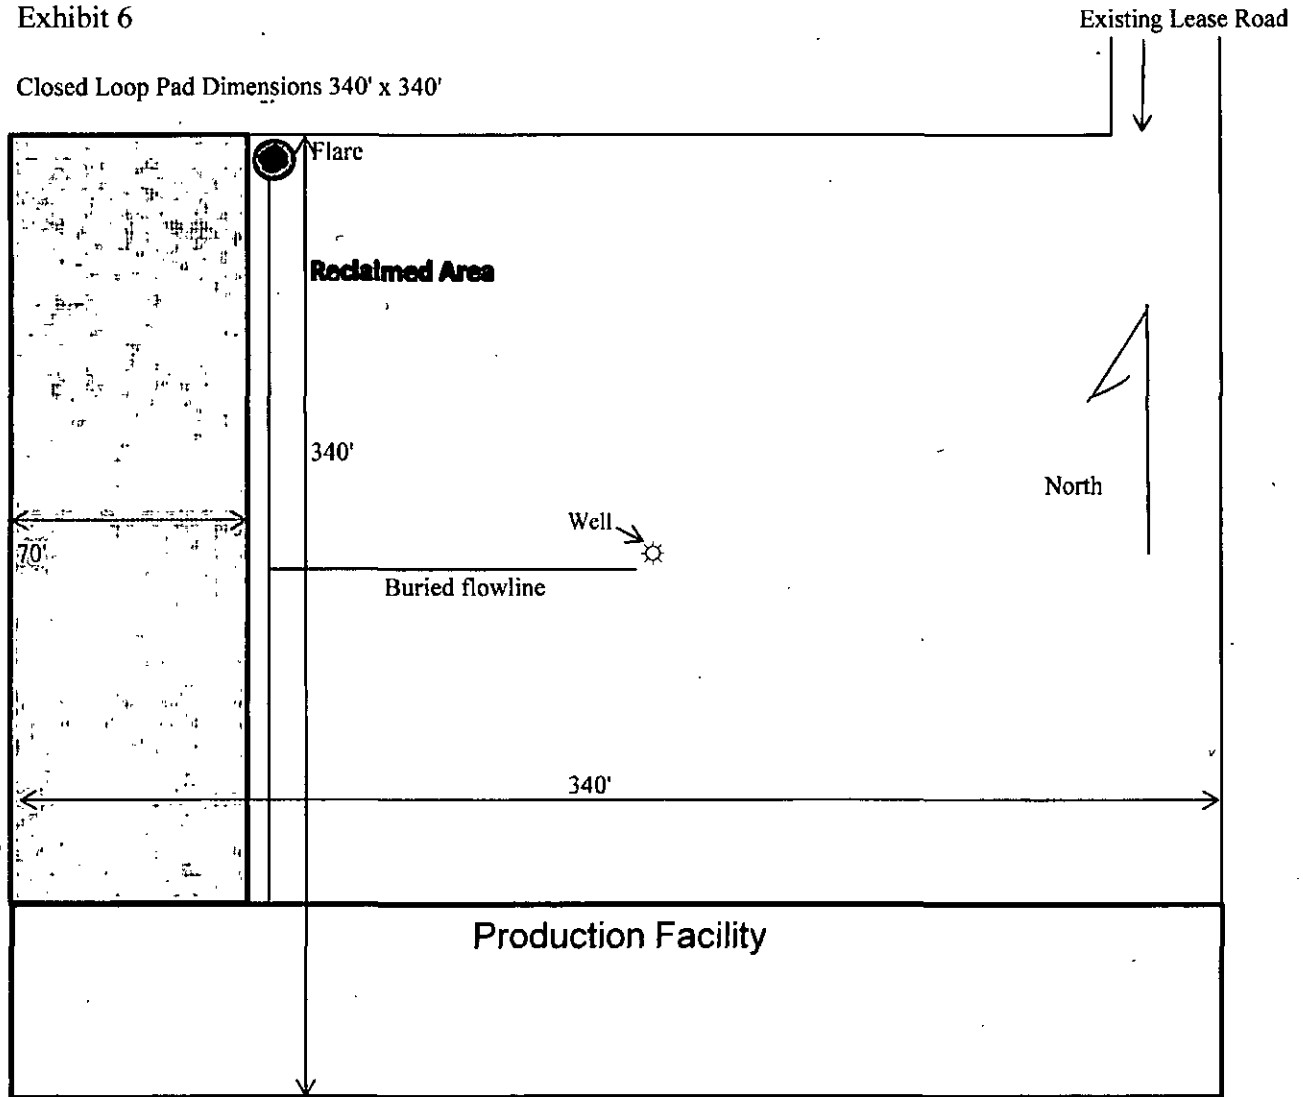 Exhibit 6
Existing Lease Road
Closed Loop Pad Dimensions 340' x 340'
Flare
Reclaimed Area
340'
North
Well
70'
Buried flowline
340'
Production Facility